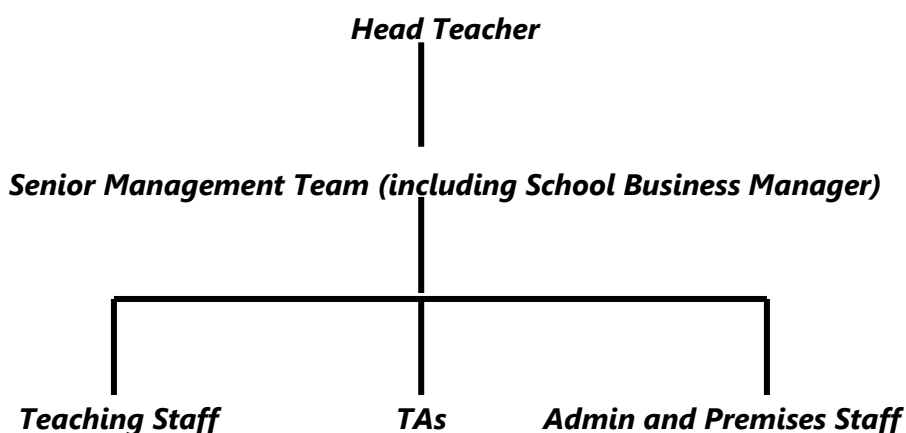 Head Teacher
Senior Management Team (including School Business Manager)
Teaching Staff
TAs
Admin and Premises Staff